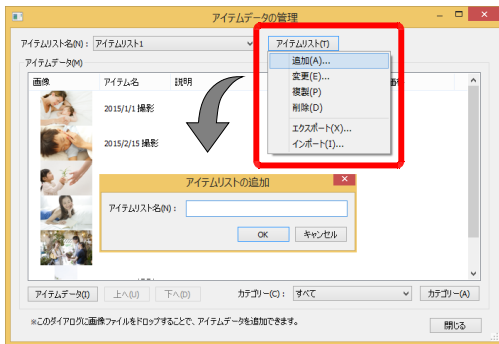 アイテムデータの管理
アイテムリスト名(N)： アイテムリスト1
アイテムリスト(T)
追加(A)...
変更(E)...
複製(P)
削除(D)
エクスポート(X)...
インポート(I)...
アイテムデータ(M)
画像 アイテム名 説明
2015/1/1 撮影
2015/2/15 撮影
アイテムリストの追加
アイテムリスト名(N)：
OK キャンセル
アイテムデータ(I) 上へ(U) 下へ(D) カテゴリー(C)： すべて カテゴリー(A)
※このダイアログに画像ファイルをドロップすることで、アイテムデータを追加できます。
閉じる